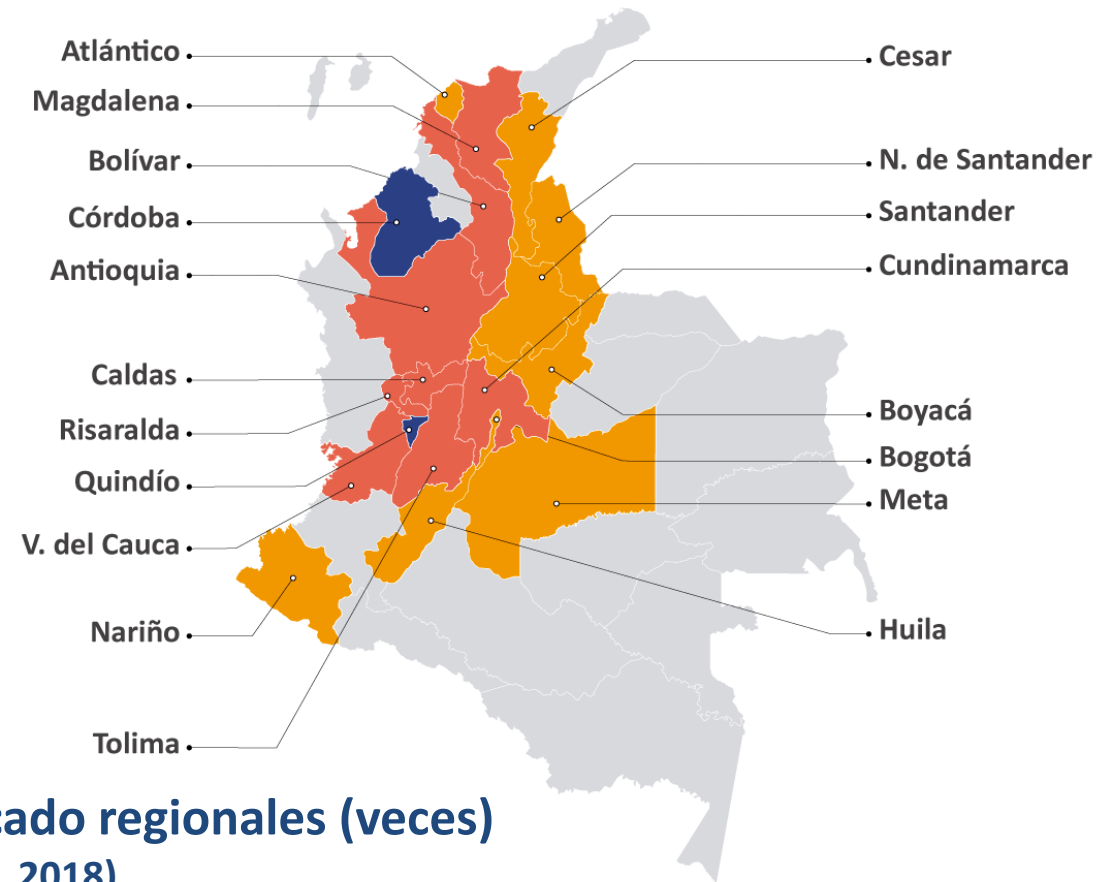 Atlántico
Magdalena
Bolívar
Córdoba
Antioquia
Caldas
Risaralda
Quindío
V. del Cauca
Nariño
Tolima
Cesar
N. de Santander
Santander
Cundinamarca
Boyacá
Bogotá
Meta
Huila
regionales (veces)
2018)